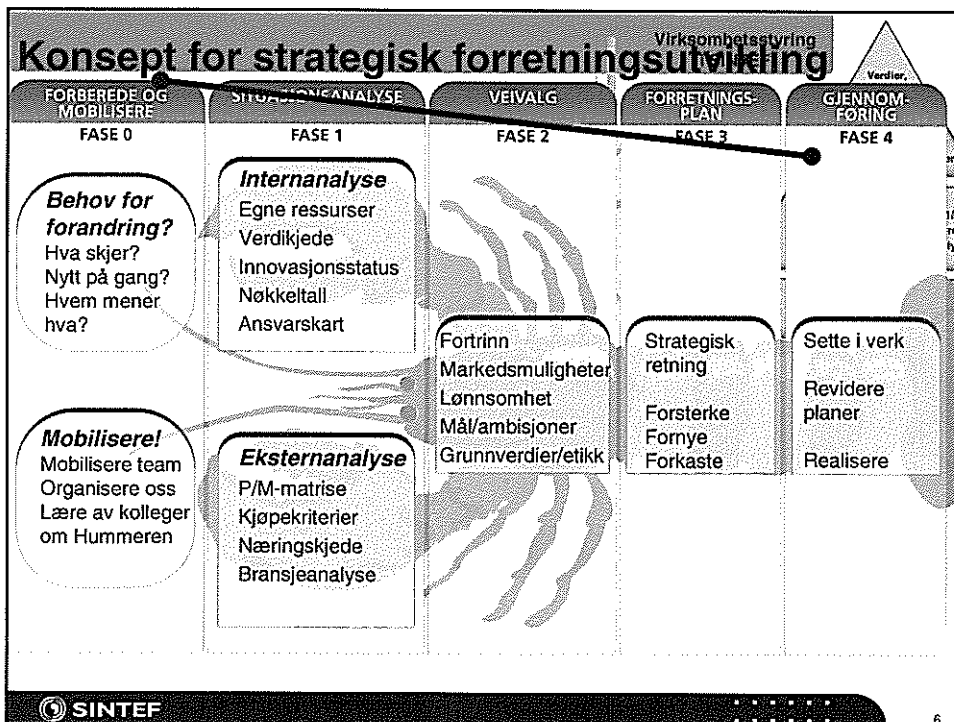 Konsept for strategisk forretningsutvikling
Virksomhetsstyring
Verdier,
FORBEREDE OG
MOBILISERE
FASE 0
Behov for
forandring?
Hva skjer?
Nytt på gang?
Hvem mener
hva?
Mobilisere!
Mobilisere team
Organisere oss
Lære av kolleger
om Hummeren
SITUASJONSANALYSE
FASE 1
Internanalyse
Egne ressurser
Verdikjede
Innovasjonsstatus
Nøkkeltall
Ansvarskart
Eksternanalyse
P/M-matrise
Kjøpekriterier
Næringskjede
Bransjeanalyse
VEIVALG
FASE 2
Fortrinn
Markedsmuligheter
Lønnsomhet
Mål/ambisjoner
Grunnverdier/etikk
FORRETNINGS-
PLAN
FASE 3
Strategisk
retning
Forsterke
Fornye
Forkaste
GJENNOM-
FØRING
FASE 4
Sette i verk
Revidere
planer
Realisere
SINTEF
6